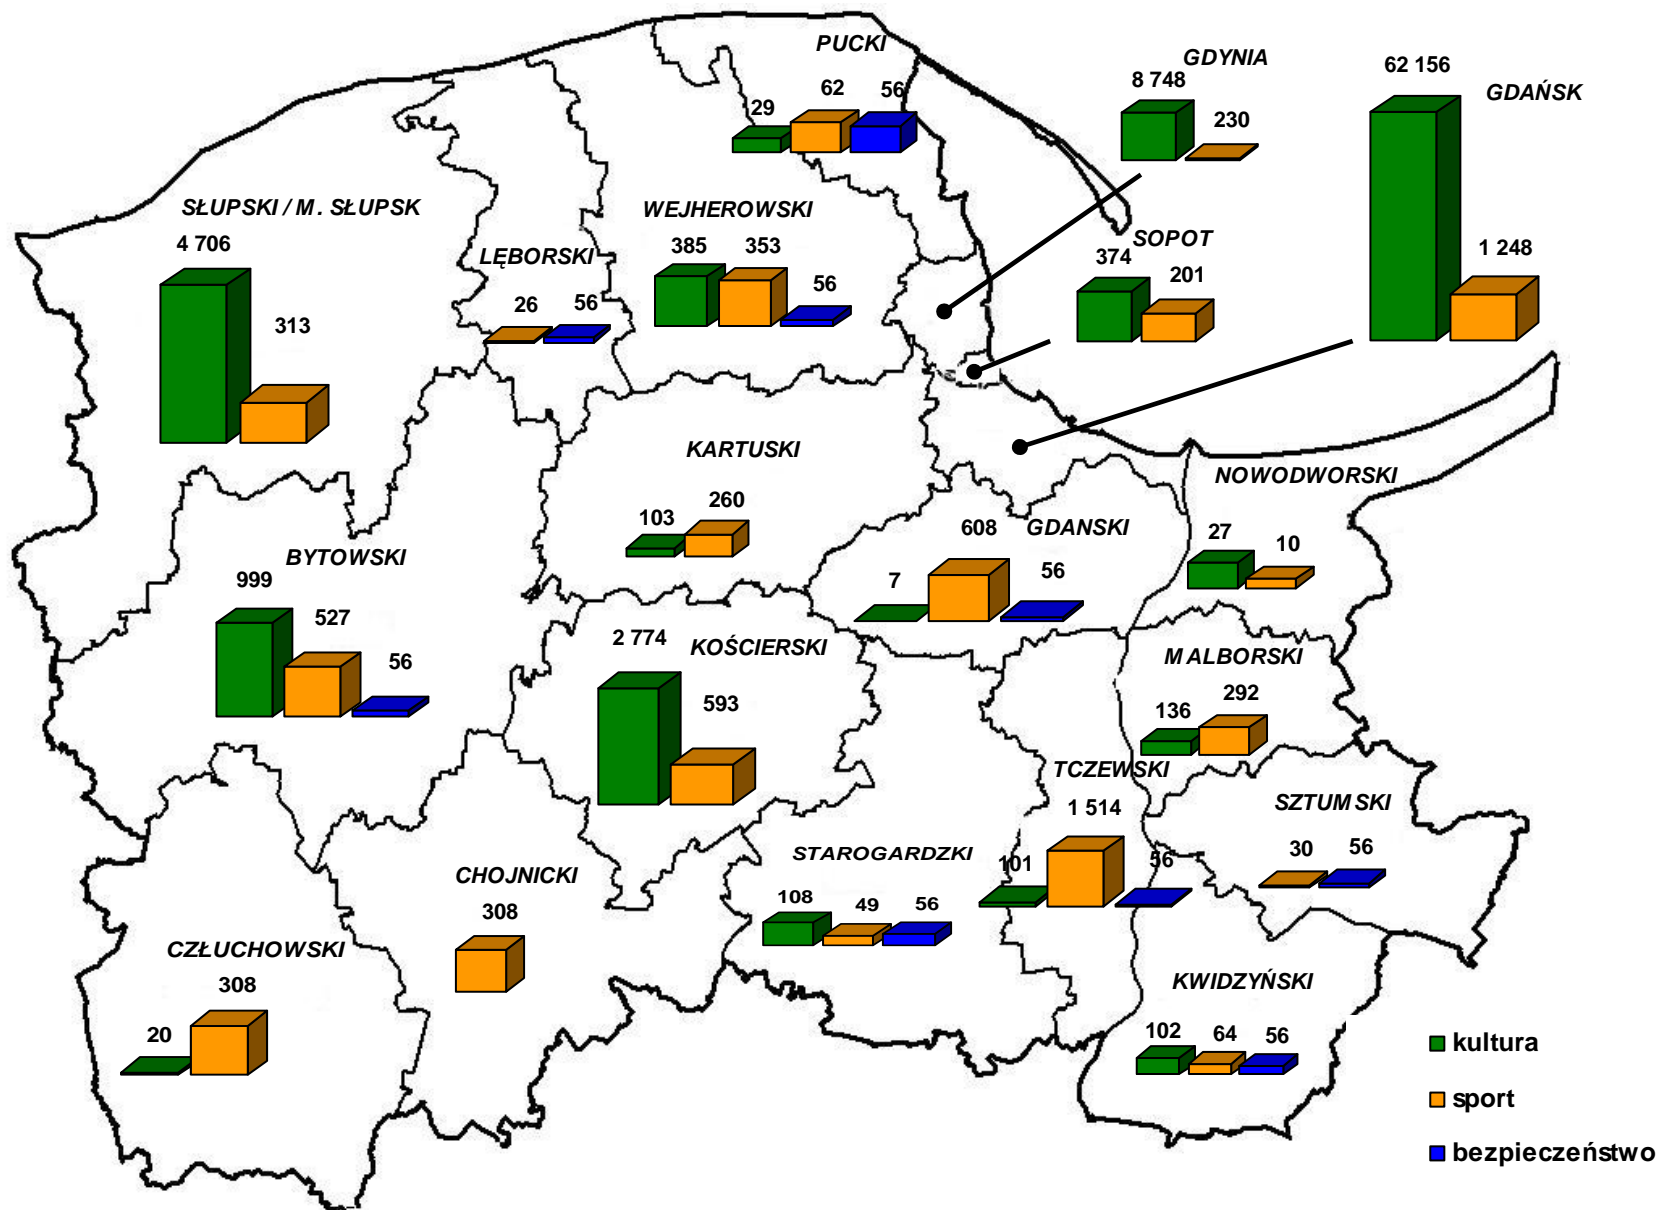 PUCKI
29 62 56
GDYNIA
8 748
230
62 156
GDAŃSK
1 248
SŁUPSKI / M. SŁUPSK
4 706
313
LĘBORSKI
26 56
WEJHEROWSKI
385 353
56
SOPOT
374
201
KARTUSKI
103 260
NOWODWORSKI
27 10
GDANSKI
7 608 56
BYTOWSKI
999
527
56
KOŚCIERSKI
2 774
593
MALBORSKI
136 292
TCZEWSKI
1 514
101 56
SZTUMSKI
30 56
STAROGARDZKI
108 49 56
CHOJNICKI
308
CZŁUCHOWSKI
308
20
KWIDZYŃSKI
102 64 56
kultura
sport
bezpieczeństwo